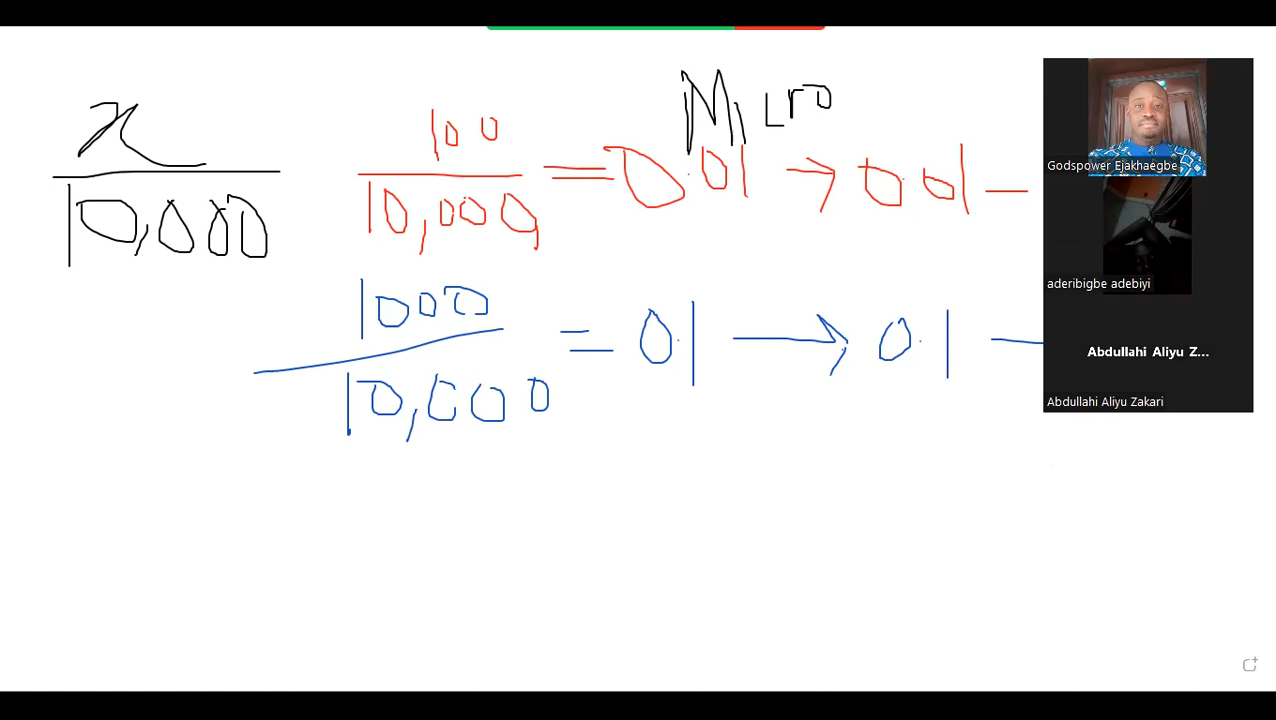 x
10,000
100
10,000
= 0.01 → 0.01 –
Micro
1000
10,000
= 0.1 → 0.1 –
Godspower Ejakhaegbe
aderibigbe adebiyi
Abdullahi Aliyu Z...
Abdullahi Aliyu Zakari